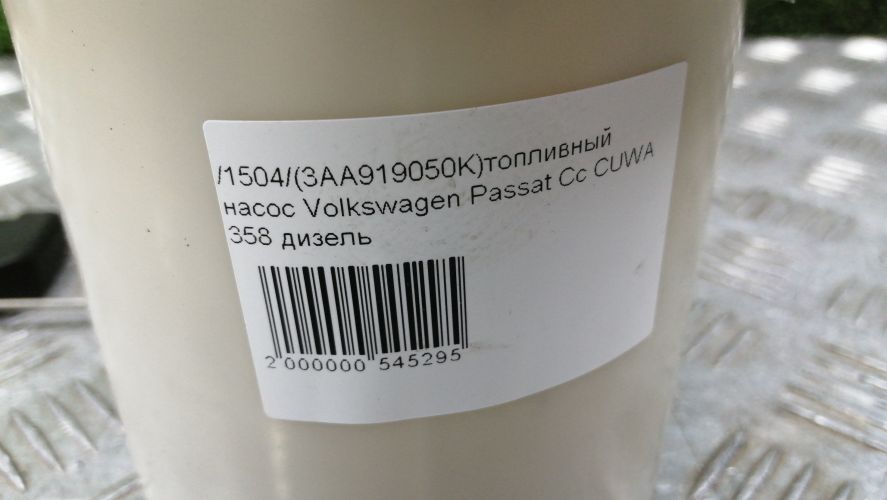 /1504/(3AA919050K)топливный
насос Volkswagen Passat Cc CUWA
358 дизель
2 000000 545295